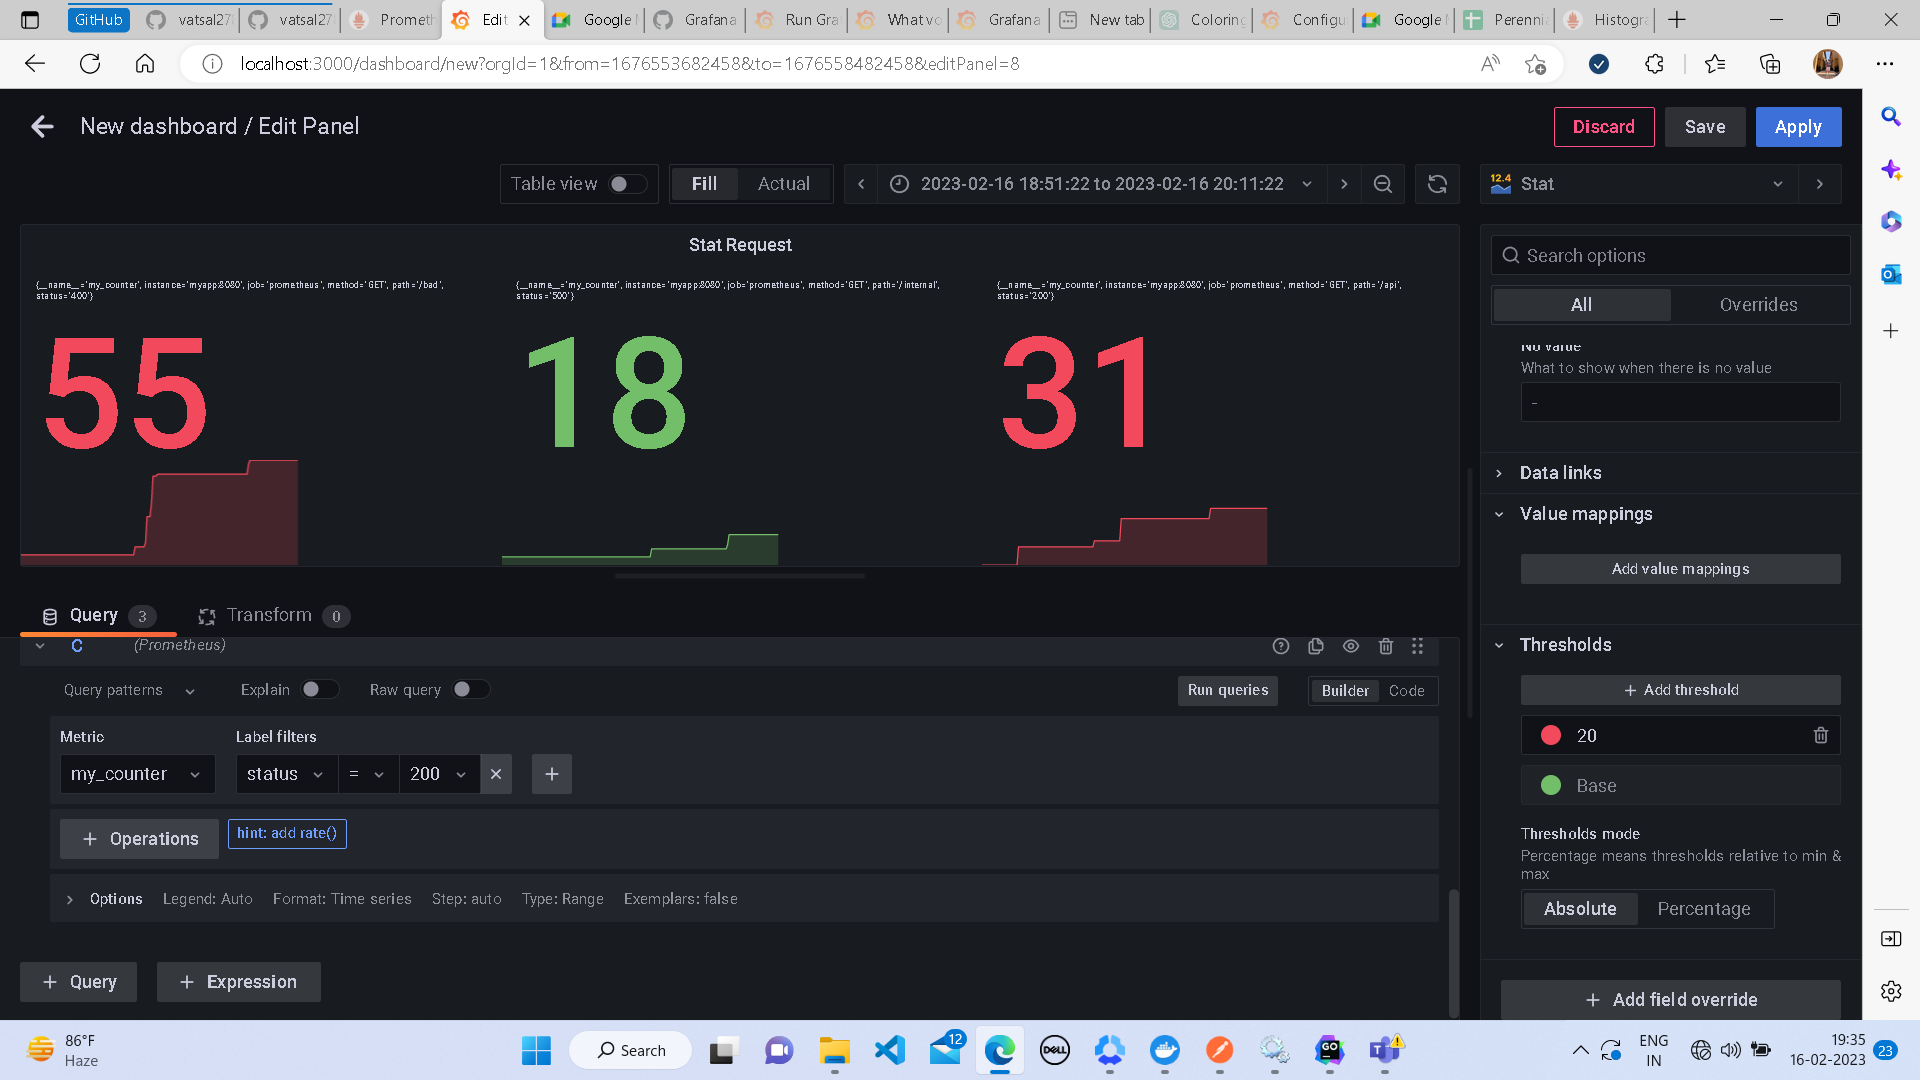 GitHub
vatsal27
vatsal27
Prometh
Edit
Google M
Grafana
Run Gra
What vo
Grafana
New tab
Coloring
Configu
Google M
Perennia
Histogra
localhost:3000/dashboard/new?orgId=1&from=1676553682458&to=1676558482458&editPanel=8
New dashboard / Edit Panel
Discard
Save
Apply
Table view
Fill
Actual
2023-02-16 18:51:22 to 2023-02-16 20:11:22
12.4
Stat
Stat Request
{__name__='my_counter', instance='myapp:8080', job='prometheus', method='GET', path='/bad',
status='400'}
{__name__='my_counter', instance='myapp:8080', job='prometheus', method='GET', path='/internal',
status='500'}
{__name__='my_counter', instance='myapp:8080', job='prometheus', method='GET', path='/api',
status='200'}
55
18
31
Search options
All
Overrides
No value
What to show when there is no value
-
Data links
Value mappings
Add value mappings
Thresholds
+ Add threshold
20
Base
Thresholds mode
Percentage means thresholds relative to min &
max
Absolute
Percentage
+ Add field override
Query 3
Transform 0
C (Prometheus)
Query patterns
Explain
Raw query
Run queries
Builder
Code
Metric
Label filters
my_counter
status
=
200
+ Operations
hint: add rate()
Options Legend: Auto Format: Time series Step: auto Type: Range Exemplars: false
+ Query
+ Expression
86°F
Haze
Search
12
DELL
GO
ENG
IN
19:35
16-02-2023
23